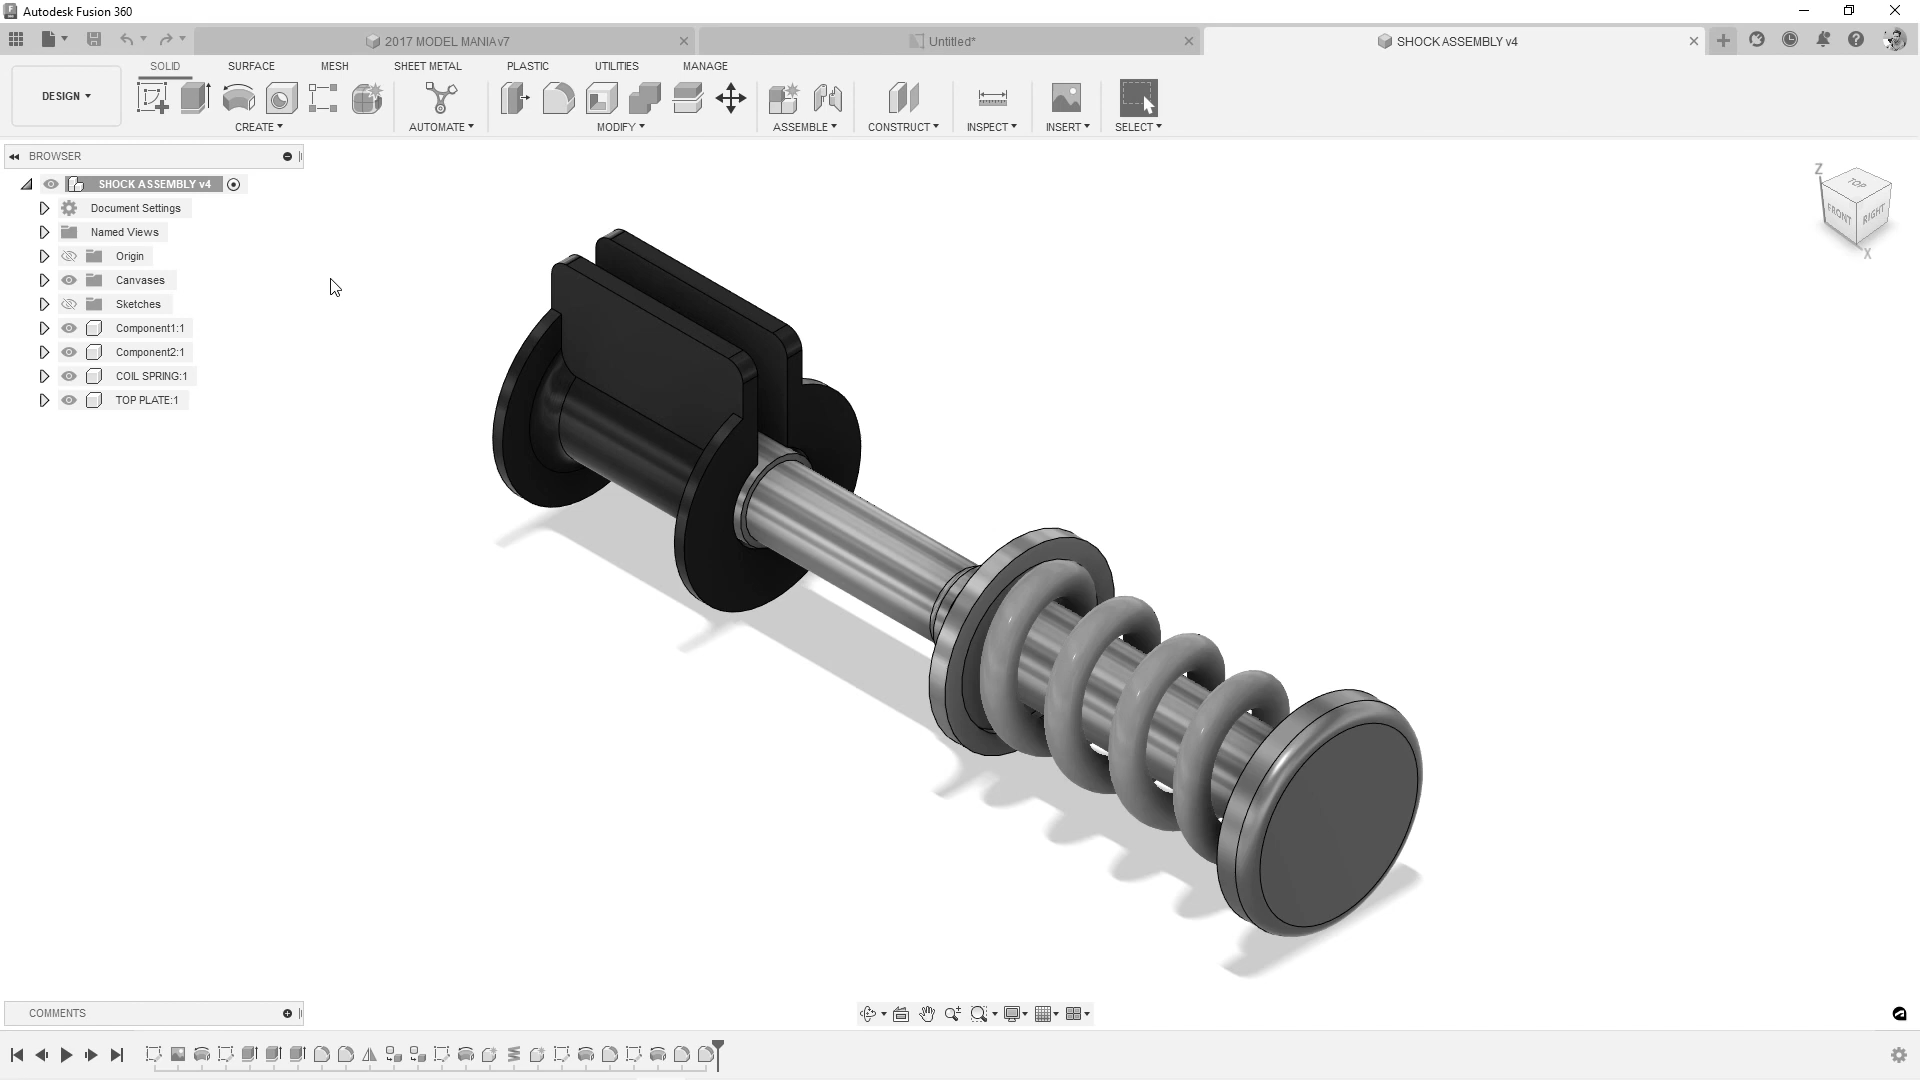 Autodesk Fusion 360
2017 MODEL MANIA v7
Untitled*
SHOCK ASSEMBLY v4
SOLID
SURFACE
MESH
SHEET METAL
PLASTIC
UTILITIES
MANAGE
DESIGN
CREATE
AUTOMATE
MODIFY
ASSEMBLE
CONSTRUCT
INSPECT
INSERT
SELECT
BROWSER
SHOCK ASSEMBLY v4
Document Settings
Named Views
Origin
Canvases
Sketches
Component1:1
Component2:1
COIL SPRING:1
TOP PLATE:1
Z
TOP
FRONT
RIGHT
X
COMMENTS